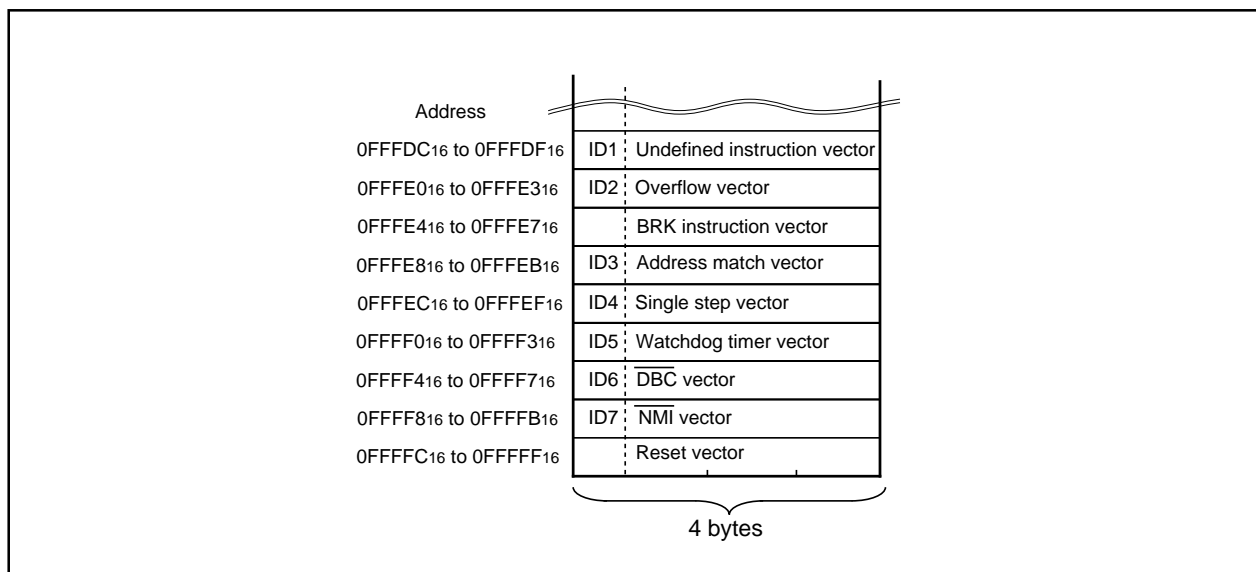 Address
0FFFDC16 to 0FFFDF16 ID1 Undefined instruction vector
0FFFE016 to 0FFFE316 ID2 Overflow vector
0FFFE416 to 0FFFE716 BRK instruction vector
0FFFE816 to 0FFFEB16 ID3 Address match vector
0FFFEC16 to 0FFFEF16 ID4 Single step vector
0FFFF016 to 0FFFF316 ID5 Watchdog timer vector
0FFFF416 to 0FFFF716 ID6 D̅B̅C̅ vector
0FFFF816 to 0FFFFB16 ID7 N̅M̅I̅ vector
0FFFFC16 to 0FFFFF16 Reset vector
4 bytes